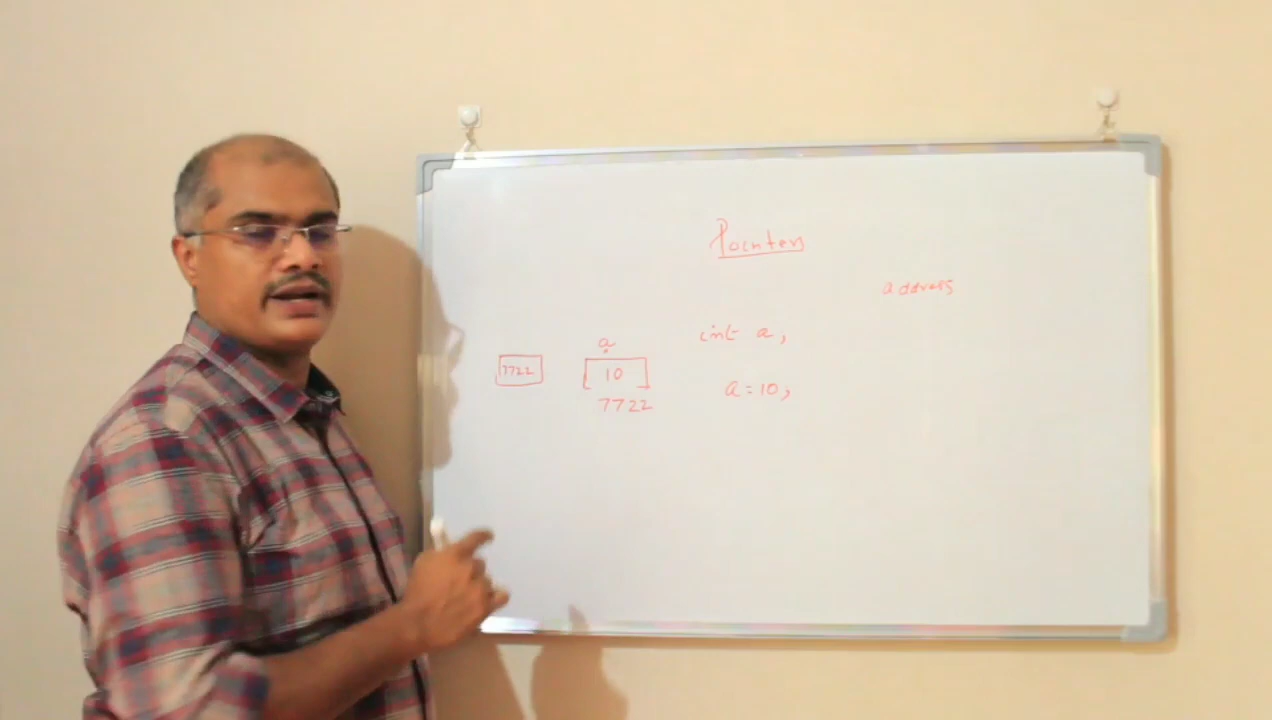 Pointers
address
int a;
a
7722
10
a = 10;
7722